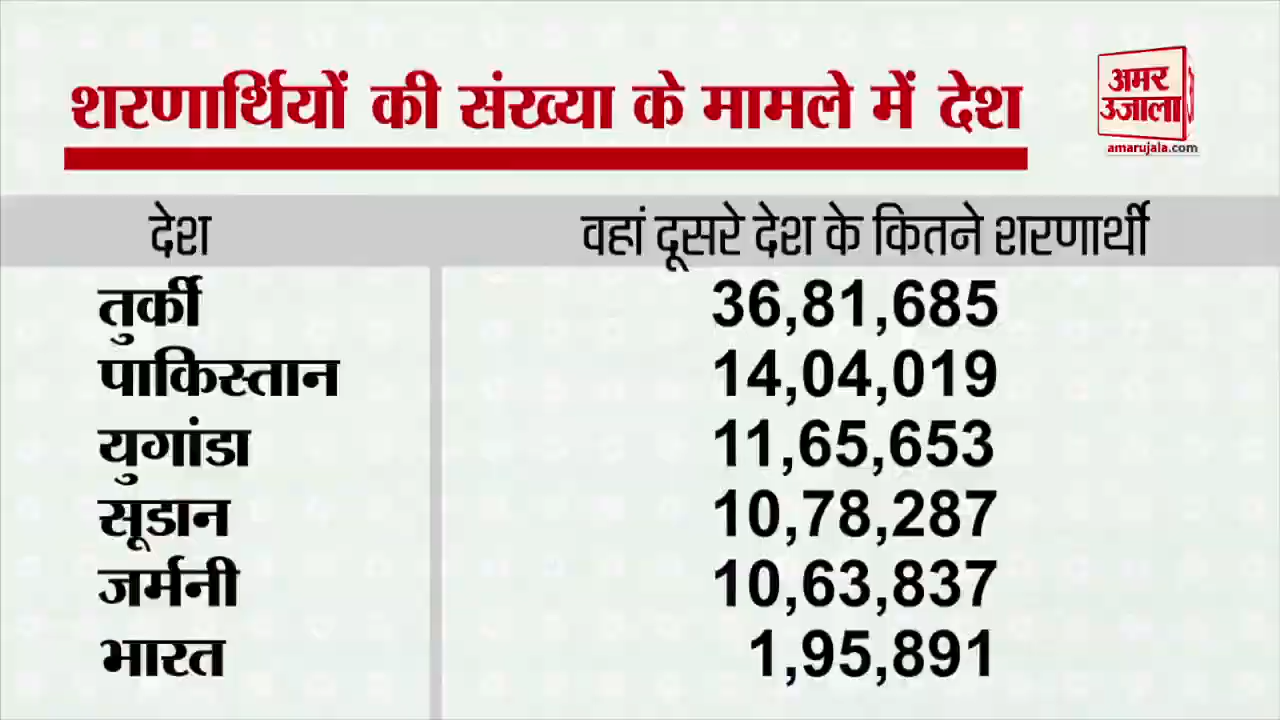 शरणार्थियों की संख्या के मामले में देश
अमर
उजाला
amarujala.com
देश वहां दूसरे देश के कितने शरणार्थी
तुर्की 36,81,685
पाकिस्तान 14,04,019
युगांडा 11,65,653
सूडान 10,78,287
जर्मनी 10,63,837
भारत 1,95,891